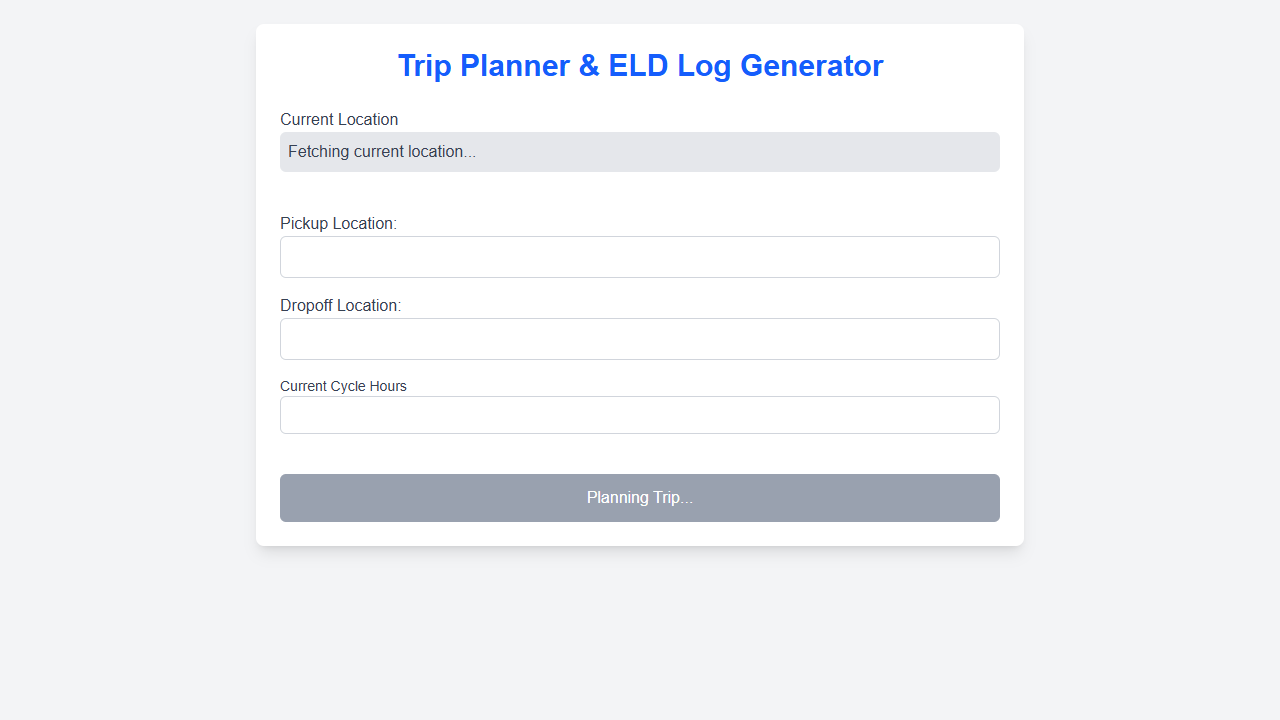 Trip Planner & ELD Log Generator
Current Location
Fetching current location...
Pickup Location:
Dropoff Location:
Current Cycle Hours
Planning Trip...